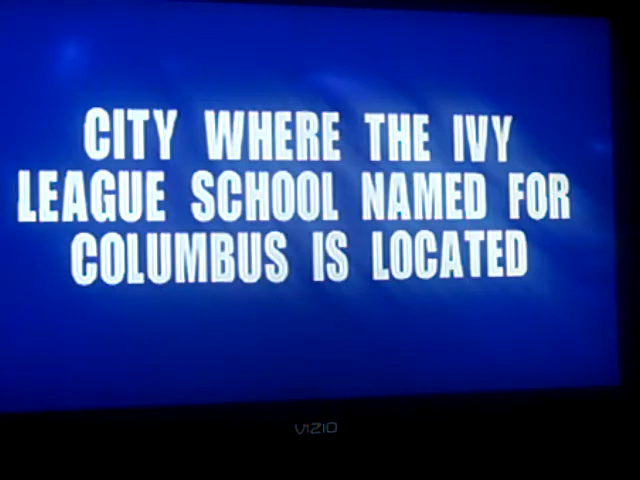 CITY WHERE THE IVY
LEAGUE SCHOOL NAMED FOR
COLUMBUS IS LOCATED
VIZIO